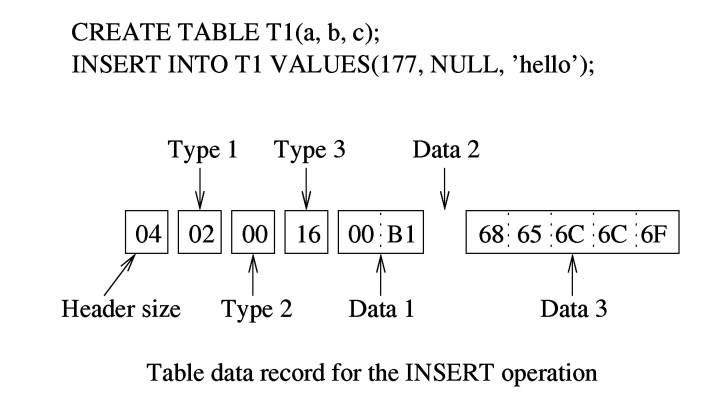 CREATE TABLE T1(a, b, c);
INSERT INTO T1 VALUES(177, NULL, ’hello’);
Type 1 Type 3 Data 2
04 02 00 16 00 B1 68 65 6C 6C 6F
Header size Type 2 Data 1 Data 3
Table data record for the INSERT operation